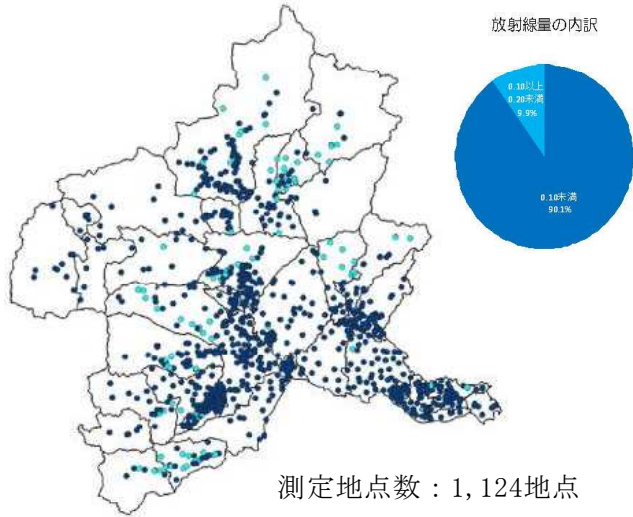 放射線量の内訳
0.10以上
0.20未満
9.9%
0.10未満
90.1%
測定地点数：1,124地点